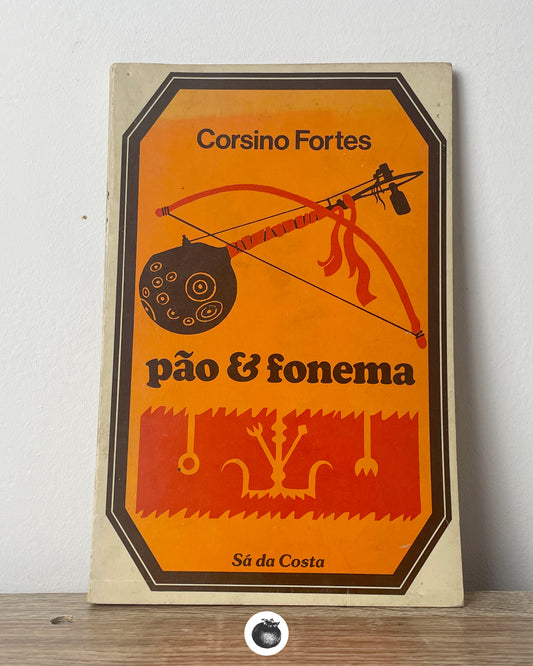 Corsino Fortes
pão & fonema
Sá da Costa